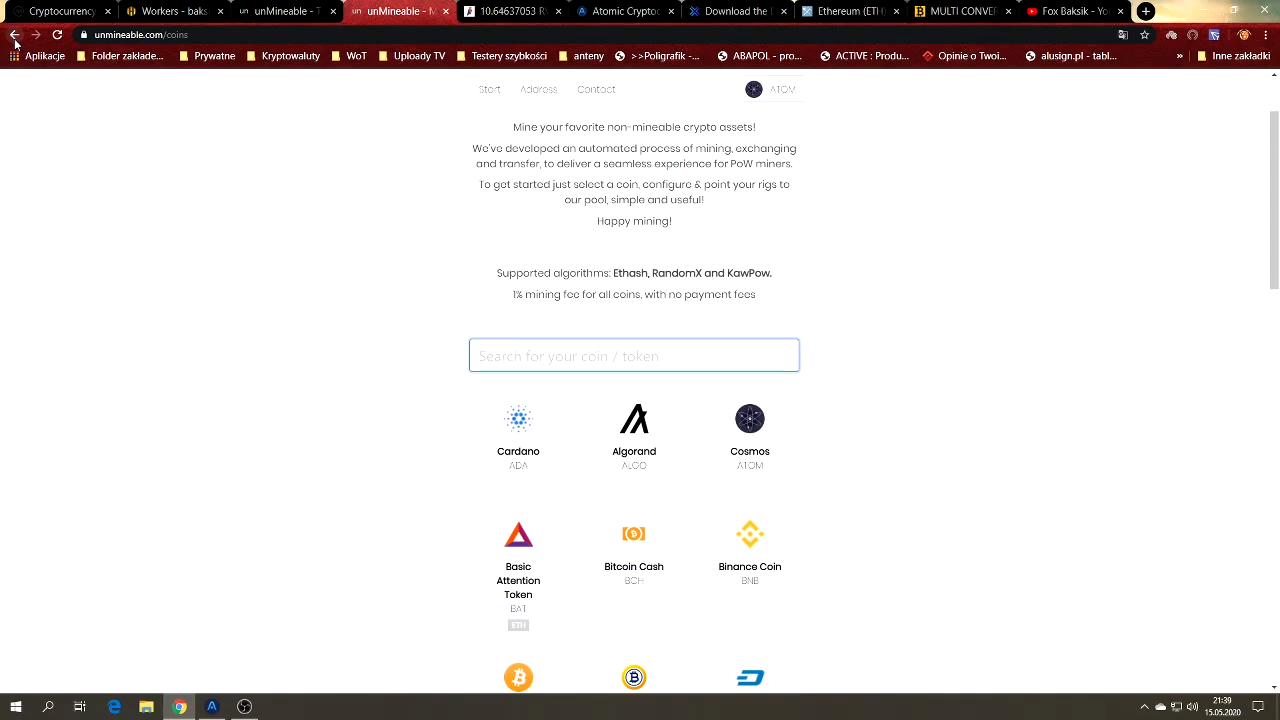 Cryptocurrency
Workers - baks
unMineable - T
unMineable - M
10.64637053 R
Atomic Cryptoc
Download the l
Ethereum (ETH)
MULTI CONVER
Fox Baksik - Yo
unmineable.com/coins
Aplikacje
Folder zakładki
Prywatne
Kryptowaluty
WoT
Uploady TV
Testery szybkości
anteny
>>Poligrafik -...
ABAPOL - pro...
ACTIVE : Produ...
Opinie o Twoi...
alusign.pl - tabl...
»
Inne zakładki
Start
Address
Contact
ATOM
Mine your favorite non-mineable crypto assets!
We've developed an automated process of mining, exchanging
and transfer, to deliver a seamless experience for PoW miners.
To get started just select a coin, configure & point your rigs to
our pool, simple and useful!
Happy mining!
Supported algorithms: Ethash, RandomX and KawPow.
1% mining fee for all coins, with no payment fees
Search for your coin / token
Cardano
ADA
Algorand
ALGO
Cosmos
ATOM
Basic
Attention
Token
BAT
ETH
Bitcoin Cash
BCH
Binance Coin
BNB
21:39
15.05.2020